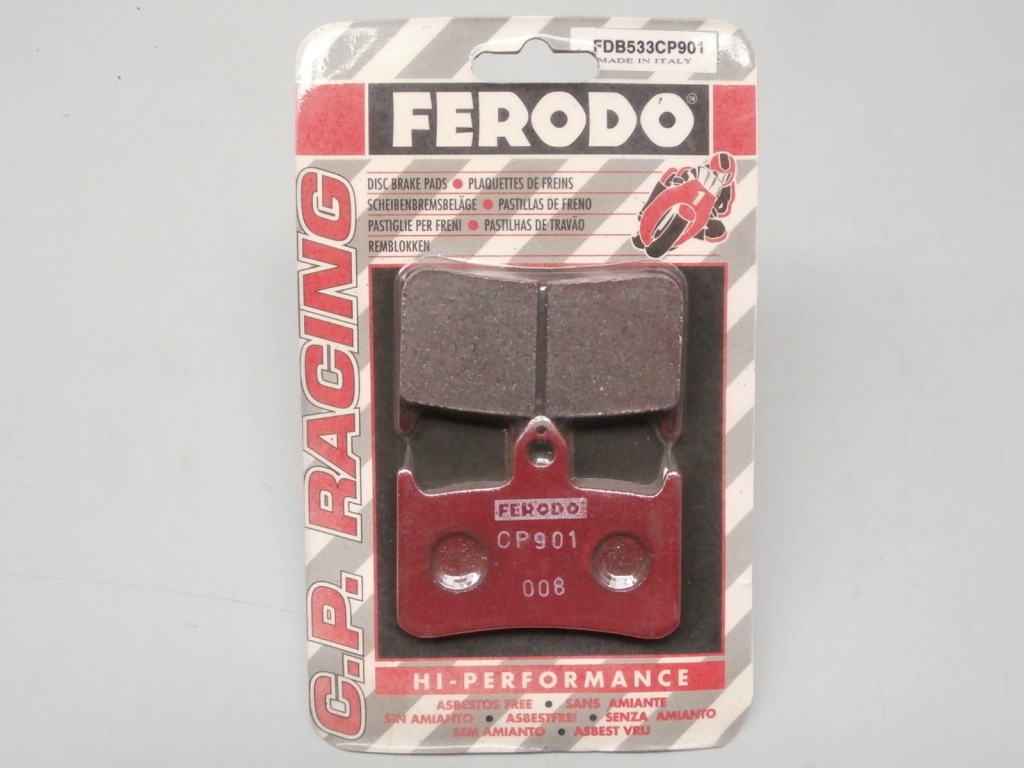 FDB533CP901
MADE IN ITALY
FERODO™
DISC BRAKE PADS ● PLAQUETTES DE FREINS
SCHEIBENBREMSBELÄGE ● PASTILLAS DE FRENO
PASTIGLIE PER FRENI ● PASTILHAS DE TRAVÃO
REMBLOKKEN
1
C.P. RACING
FERODO
CP901
008
HI-PERFORMANCE
ASBESTOS FREE ● SANS AMIANTE
SIN AMIANTO ● ASBESTFREI ● SENZA AMIANTO
SEM AMIANTO ● ASBEST VRIJ